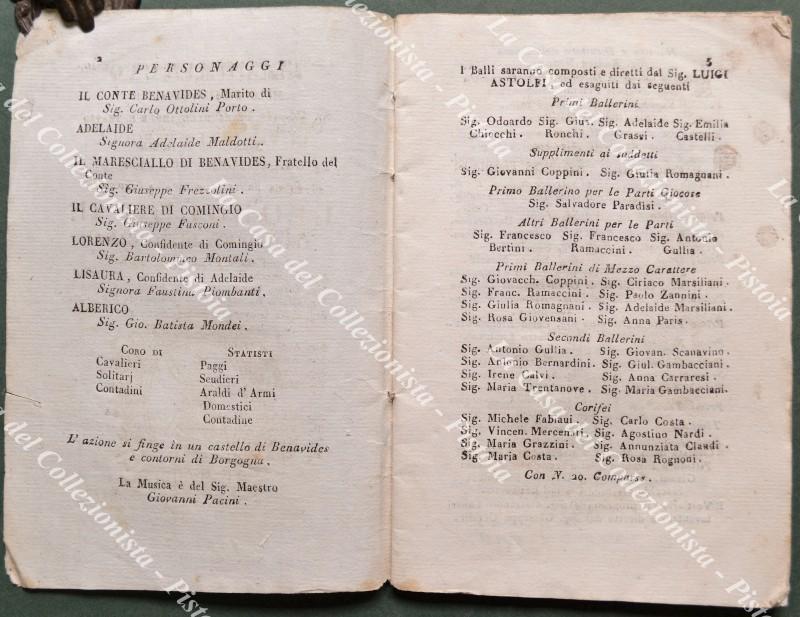 2
PERSONAGGI
IL CONTE BENAVIDES, Marito di
Sig. Carlo Ottolini Porto.
ADELAIDE
Signora Adelaide Maldotti.
IL MARESCIALLO DI BENAVIDES, Fratello del
Conte
Sig. Giuseppe Frezzolini.
IL CAVALIERE DI COMINGIO
Sig. Giuseppe Fusconi.
LORENZO, Confidente di Comingio
Sig. Bartolommeo Montali.
LISAURA, Confidente di Adelaide
Signora Faustina Piombanti.
ALBERICO
Sig. Gio. Batista Mondei.
CORO DI STATISTI
Cavalieri Paggi
Solitarj Scudieri
Contadini Araldi d'Armi
Domestici
Contadine
L'azione si finge in un castello di Benavides
e contorni di Borgogna.
La Musica è del Sig. Maestro
Giovanni Pacini.
5
I Balli saranno composti e diretti dal Sig. LUIGI
ASTOLFI, ed esaguiti dai seguenti
Primi Ballerini
Sig. Odoardo Sig. Gius. Sig. Adelaide Sig. Emilia
Chiocchi. Ronchi. Grassi. Castelli.
Supplimenti ai suddetti
Sig. Giovanni Coppini. Sig. Giulia Romagnani.
Primo Ballerino per le Parti Giocose
Sig. Salvadore Paradisi.
Altri Ballerini per le Parti
Sig. Francesco Sig. Francesco Sig. Antonio
Bertini. Ramaccini. Gullia.
Primi Ballerini di Mezzo Carattere
Sig. Giovacch. Coppini. Sig. Ciriaco Marsiliani.
Sig. Franc. Ramaccini. Sig. Paolo Zannini.
Sig. Giulia Romagnani. Sig. Adelaide Marsiliani.
Sig. Rosa Giovensani. Sig. Anna Paris.
Secondi Ballerini
Sig. Antonio Gullia. Sig. Giovan. Scanavino.
Sig. Antonio Bernardini. Sig. Giul. Gambacciani.
Sig. Irene Calvi. Sig. Anna Carraresi.
Sig. Maria Trentanove. Sig. Maria Gambacciani.
Corifei
Sig. Michele Fabiaui. Sig. Carlo Costa.
Sig. Vincen. Mercenati. Sig. Agostino Nardi.
Sig. Maria Grazzini. Sig. Annunziata Claudi.
Sig. Maria Costa. Sig. Rosa Rognoni.
Con N. 20. Comparse.
La Casa del Collezionista - Pistoia